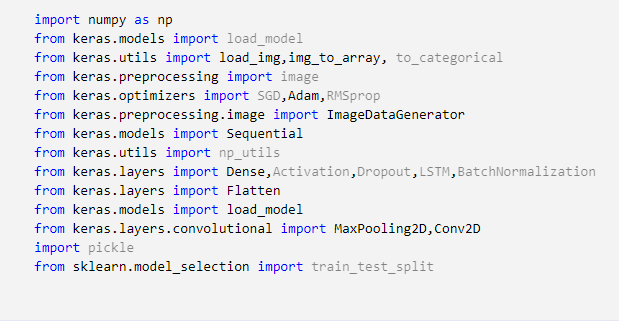 import numpy as np
from keras.models import load_model
from keras.utils import load_img,img_to_array, to_categorical
from keras.preprocessing import image
from keras.optimizers import SGD,Adam,RMSprop
from keras.preprocessing.image import ImageDataGenerator
from keras.models import Sequential
from keras.utils import np_utils
from keras.layers import Dense,Activation,Dropout,LSTM,BatchNormalization
from keras.layers import Flatten
from keras.models import load_model
from keras.layers.convolutional import MaxPooling2D,Conv2D
import pickle
from sklearn.model_selection import train_test_split